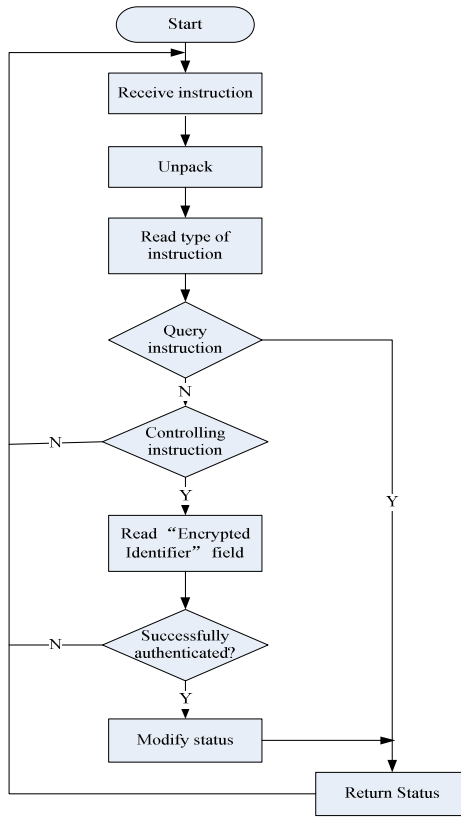 Start
Receive instruction
Unpack
Read type of
instruction
Query
instruction
N
Controlling
instruction
N
Y
Y
Read “Encrypted
Identifier” field
Successfully
authenticated?
N
Y
Modify status
Return Status